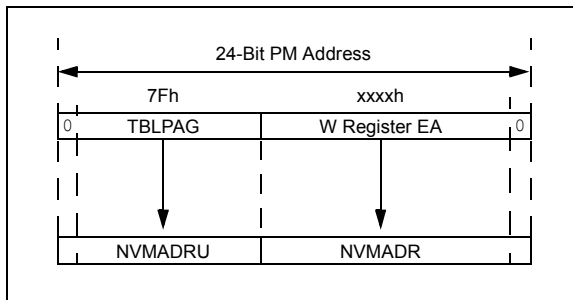 24-Bit PM Address
7Fh xxxxh
0 TBLPAG W Register EA 0
NVMADRU NVMADR